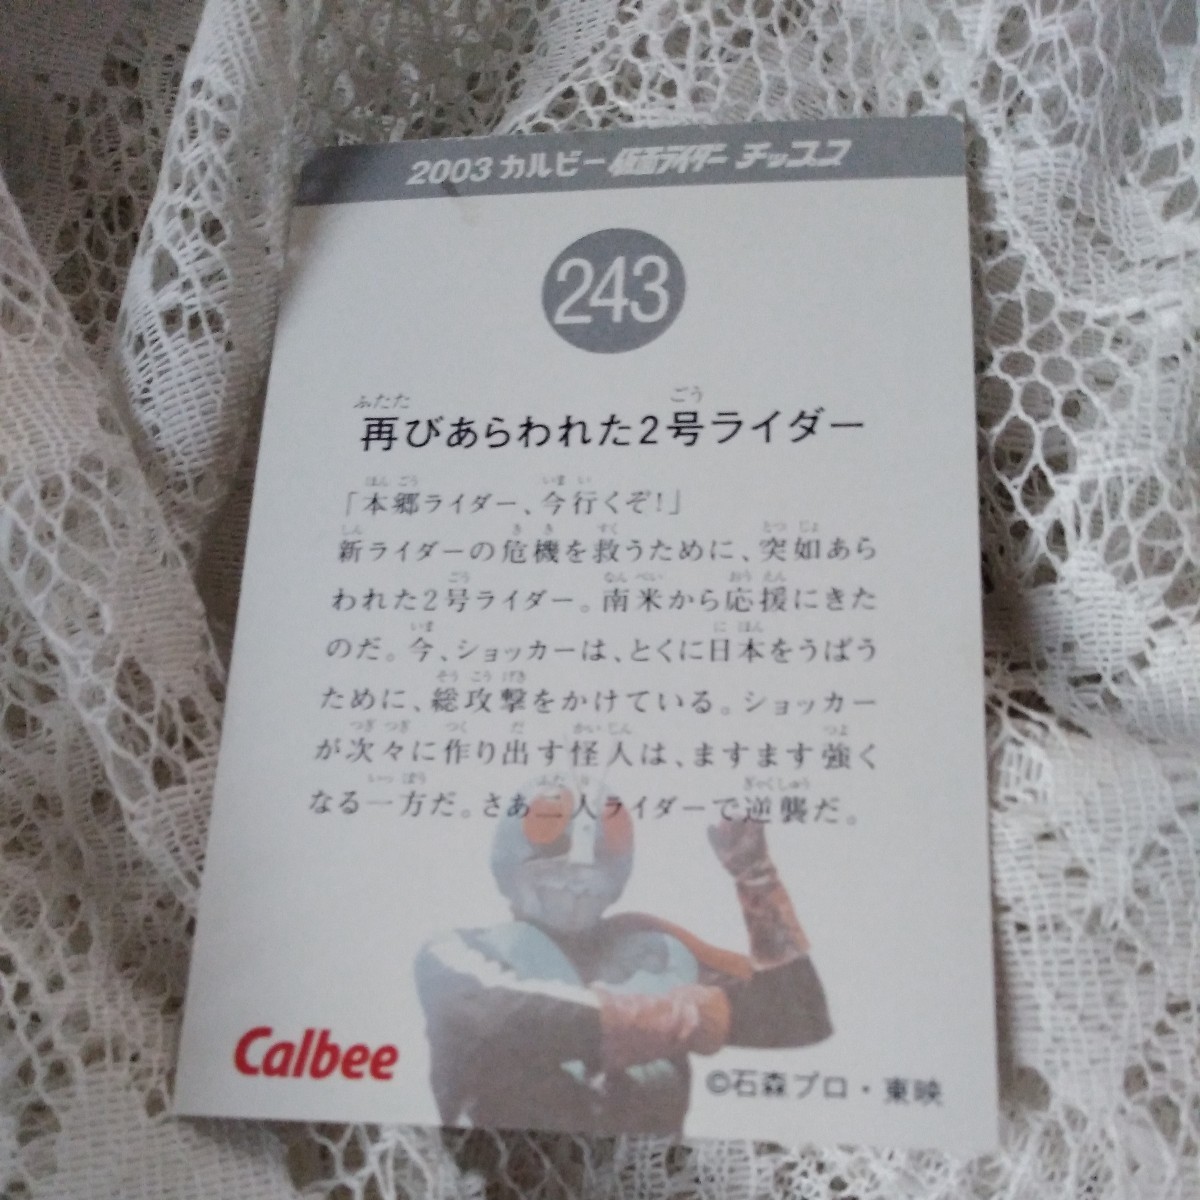 2003 カルビー 仮面ライダー チップス
243
ふたた ごう
再びあらわれた2号ライダー
ほん ごう いま い
「本郷ライダー、今行くぞ!」
しん き き すく とつ じょ
新ライダーの危機を救うために、突如あら
ごう なん べい おう えん
われた2号ライダー。南米から応援にきた
いま に ほん
のだ。今、ショッカーは、とくに日本をうばう
そう こう げき
ために、総攻撃をかけている。ショッカー
つぎ つぎ つく だ かい じん つよ
が次々に作り出す怪人は、ますます強く
いっ ぽう ふた り ぎゃくしゅう
なる一方だ。さあ二人ライダーで逆襲だ。
Calbee
©石森プロ・東映